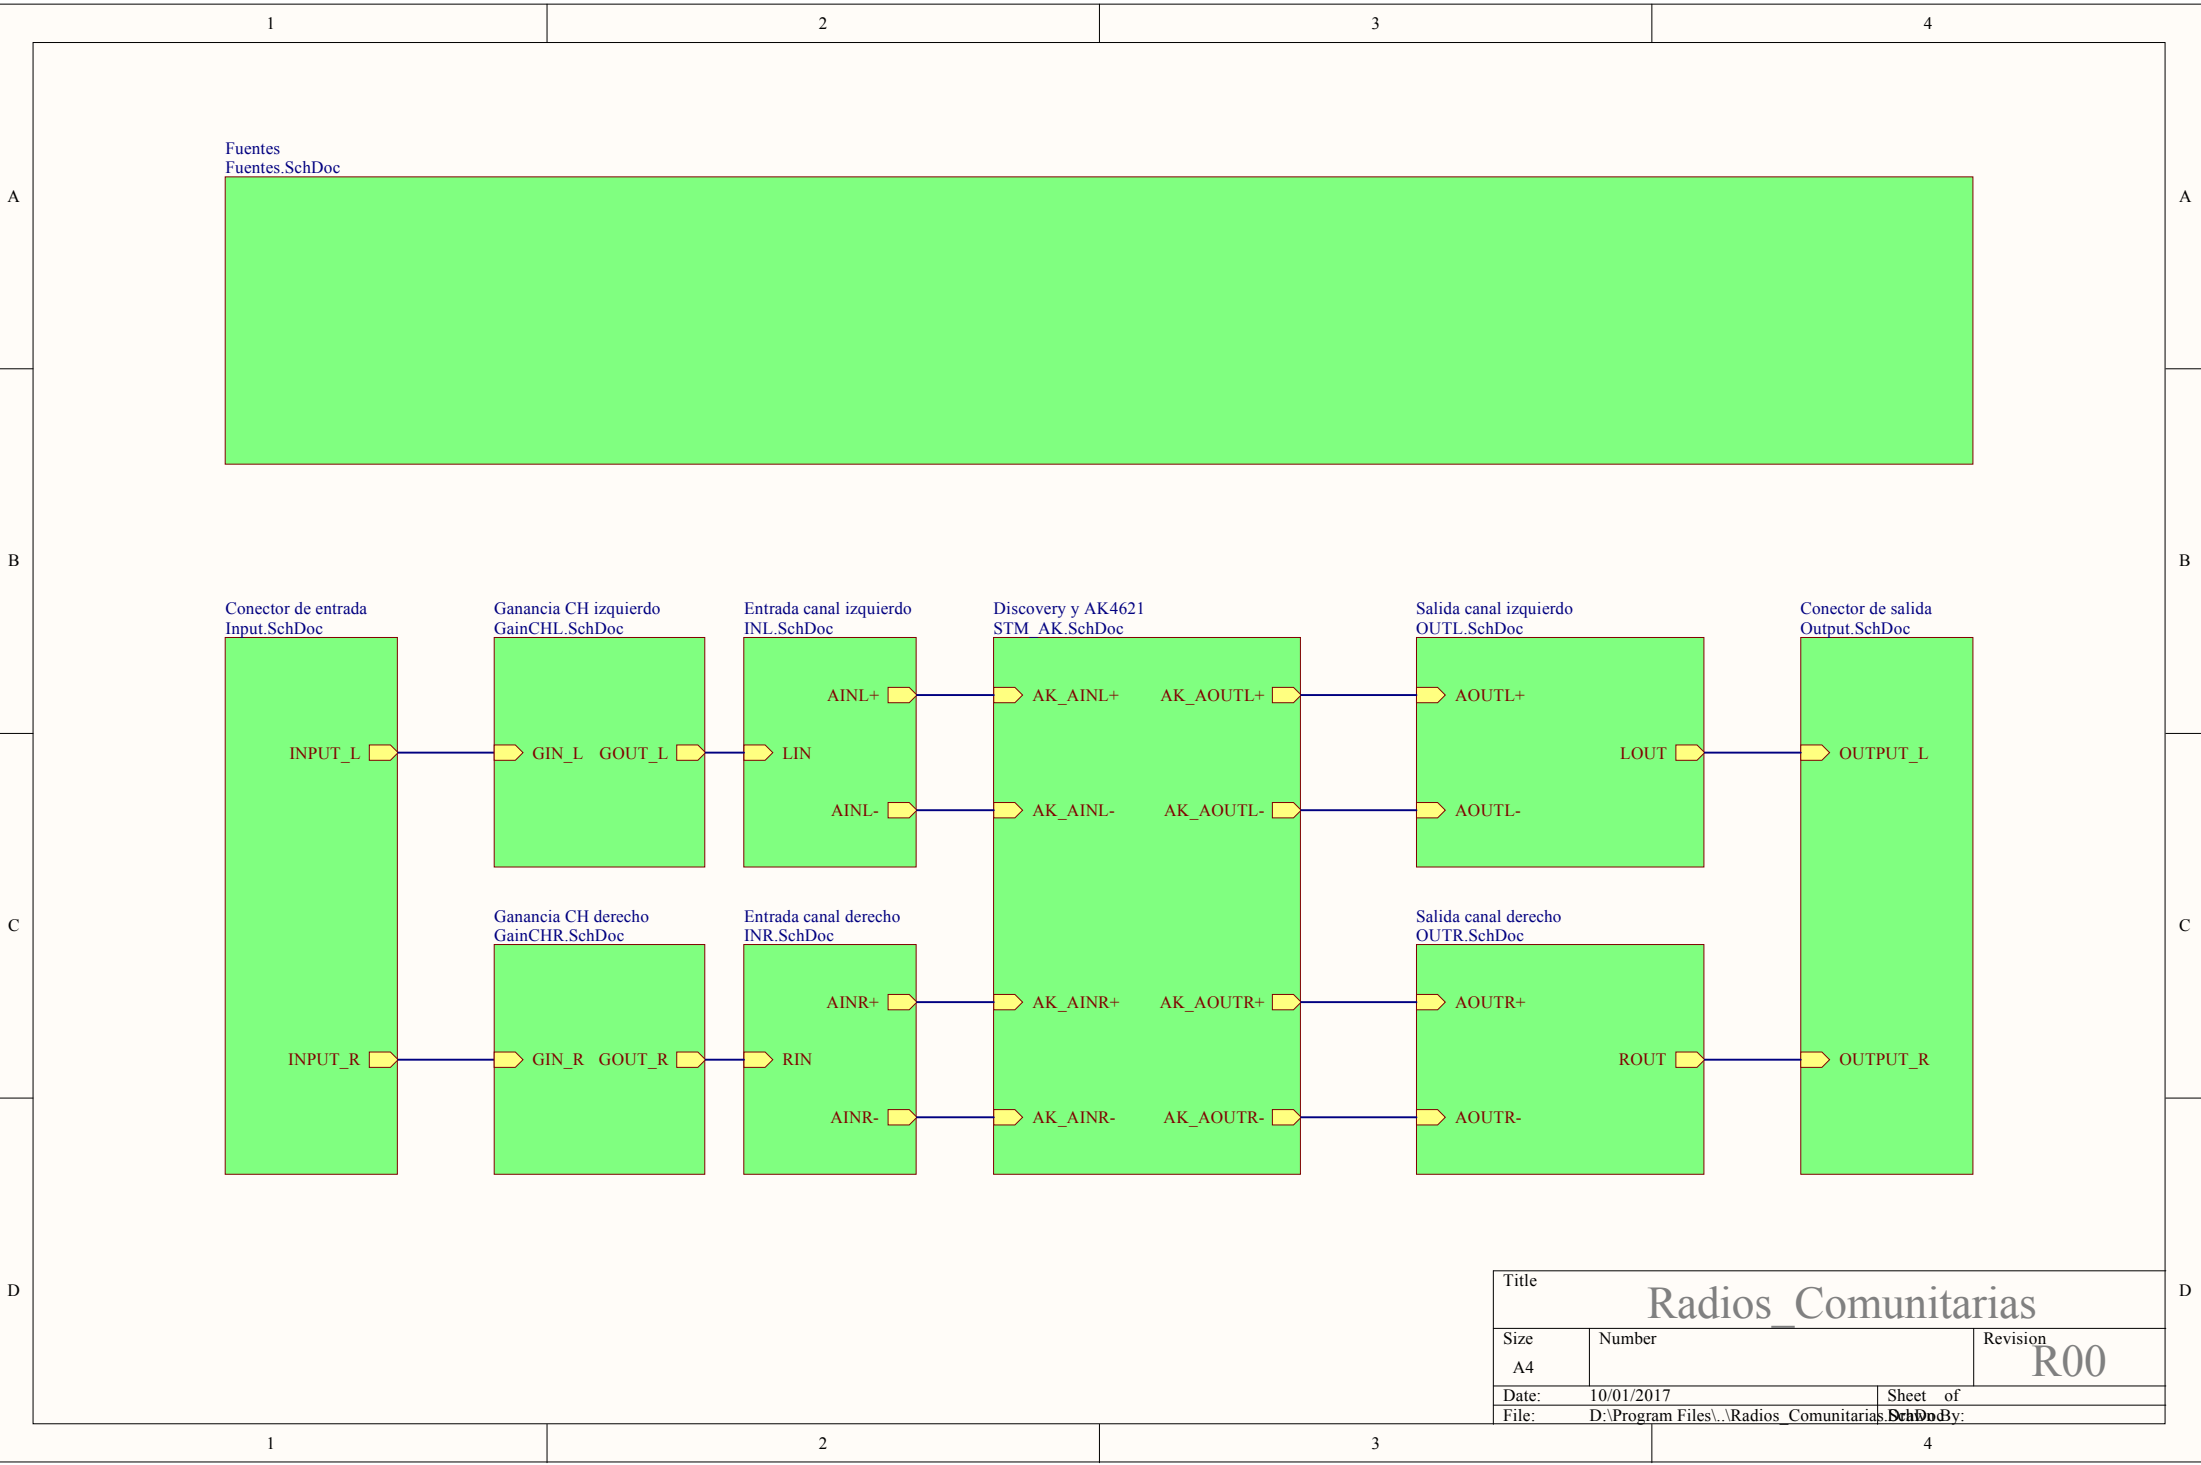 1 2 3 4
Fuentes
Fuentes.SchDoc
A A
B B
Conector de entrada
Input.SchDoc
Ganancia CH izquierdo
GainCHL.SchDoc
Entrada canal izquierdo
INL.SchDoc
Discovery y AK4621
STM_AK.SchDoc
Salida canal izquierdo
OUTL.SchDoc
Conector de salida
Output.SchDoc
AINL+ AK_AINL+ AK_AOUTL+ AOUTL+
INPUT_L GIN_L GOUT_L LIN LOUT OUTPUT_L
AINL- AK_AINL- AK_AOUTL- AOUTL-
C C
Ganancia CH derecho
GainCHR.SchDoc
Entrada canal derecho
INR.SchDoc
Salida canal derecho
OUTR.SchDoc
AINR+ AK_AINR+ AK_AOUTR+ AOUTR+
INPUT_R GIN_R GOUT_R RIN ROUT OUTPUT_R
AINR- AK_AINR- AK_AOUTR- AOUTR-
D D
Title
Radios_Comunitarias
Size Number Revision
A4 R00
Date: 10/01/2017 Sheet of
File: D:\Program Files\..\Radios_Comunitarias.SchDoc Drawn By:
1 2 3 4